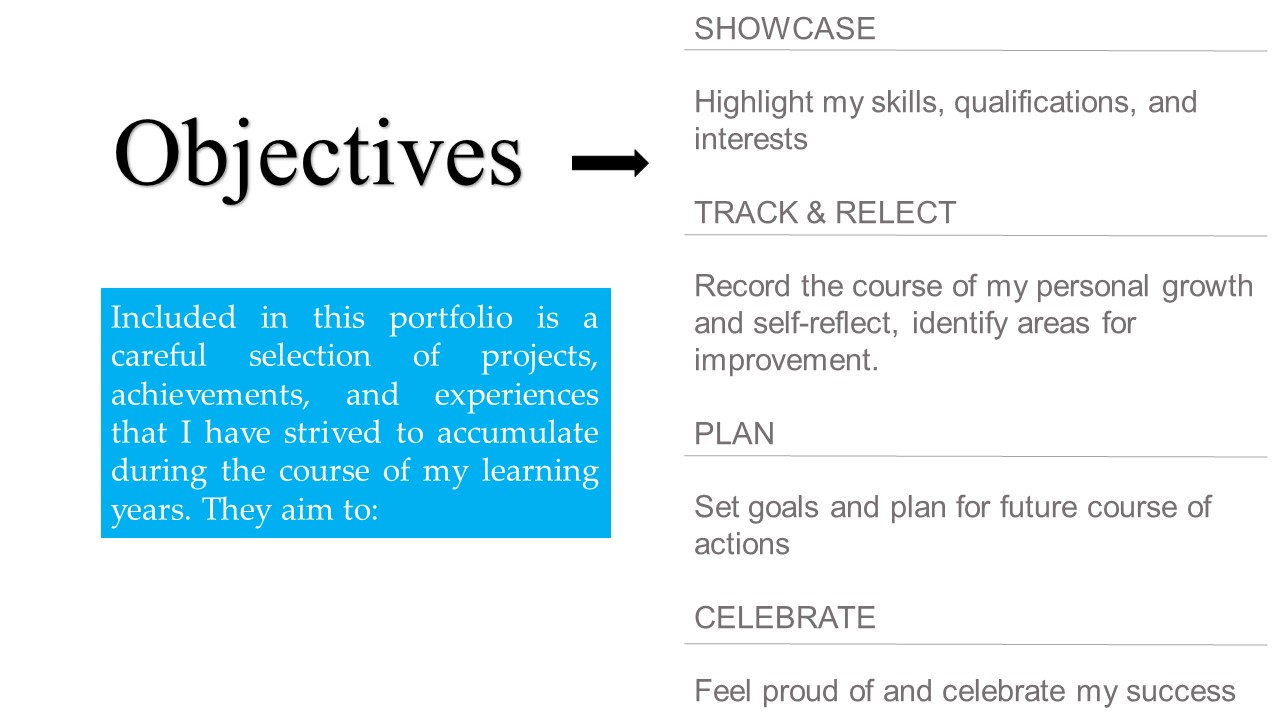 Objectives
Included in this portfolio is a
careful selection of projects,
achievements, and experiences
that I have strived to accumulate
during the course of my learning
years. They aim to:
SHOWCASE
Highlight my skills, qualifications, and
interests
TRACK & RELECT
Record the course of my personal growth
and self-reflect, identify areas for
improvement.
PLAN
Set goals and plan for future course of
actions
CELEBRATE
Feel proud of and celebrate my success